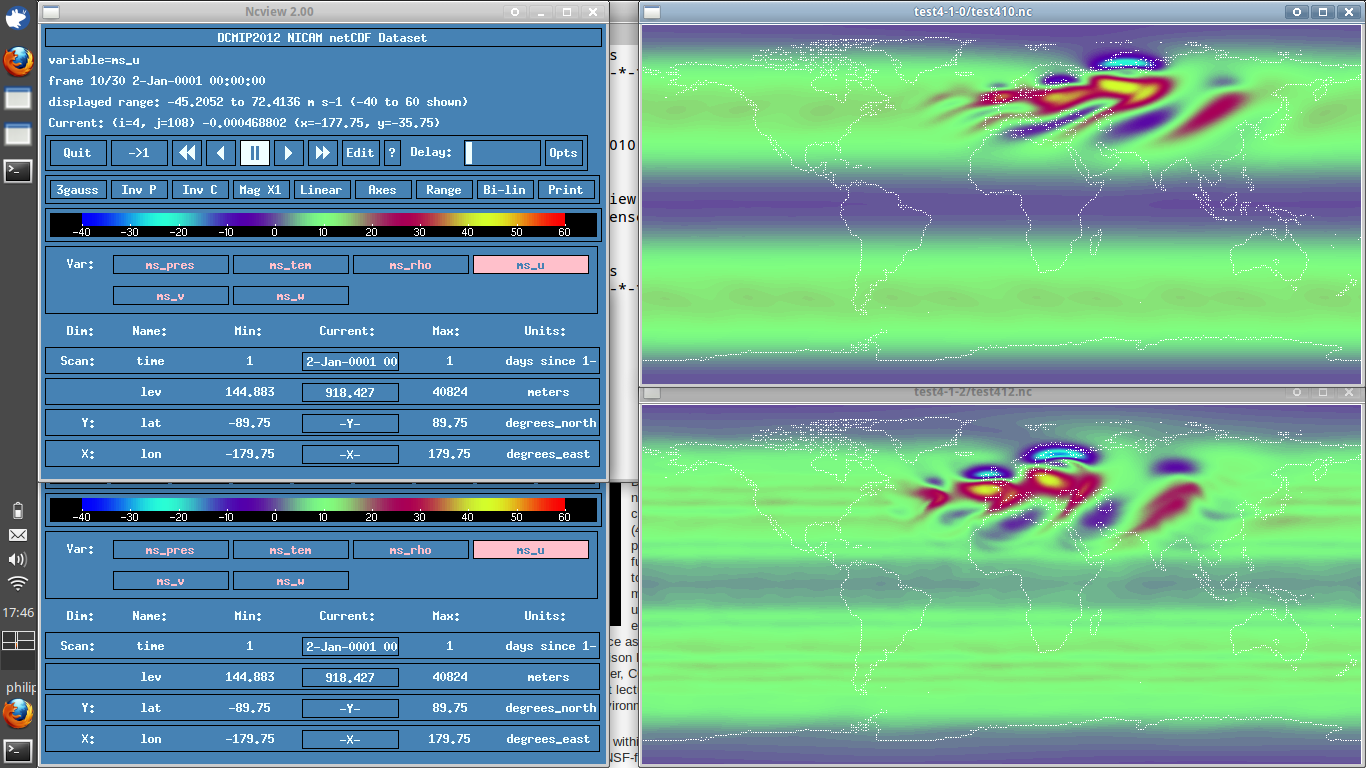 Ncview 2.00
DCMIP2012 NICAM netCDF Dataset
variable=ms_u
frame 10/30 2-Jan-0001 00:00:00
displayed range: -45.2052 to 72.4136 m s-1 (-40 to 60 shown)
Current: (i=4, j=108) -0.000468802 (x=-177.75, y=-35.75)
Quit ->1 Edit ? Delay: Opts
3gauss Inv P Inv C Mag X1 Linear Axes Range Bi-lin Print
-40 -30 -20 -10 0 10 20 30 40 50 60
Var: ms_pres ms_tem ms_rho ms_u
ms_v ms_w
Dim: Name: Min: Current: Max: Units:
Scan: time 1 2-Jan-0001 00 1 days since 1-
lev 144.883 918.427 40824 meters
Y: lat -89.75 -Y- 89.75 degrees_north
X: lon -179.75 -X- 179.75 degrees_east
-40 -30 -20 -10 0 10 20 30 40 50 60
Var: ms_pres ms_tem ms_rho ms_u
ms_v ms_w
Dim: Name: Min: Current: Max: Units:
Scan: time 1 2-Jan-0001 00 1 days since 1-
lev 144.883 918.427 40824 meters
Y: lat -89.75 -Y- 89.75 degrees_north
X: lon -179.75 -X- 179.75 degrees_east
test4-1-0/test410.nc
test4-1-2/test412.nc
17:46
philip